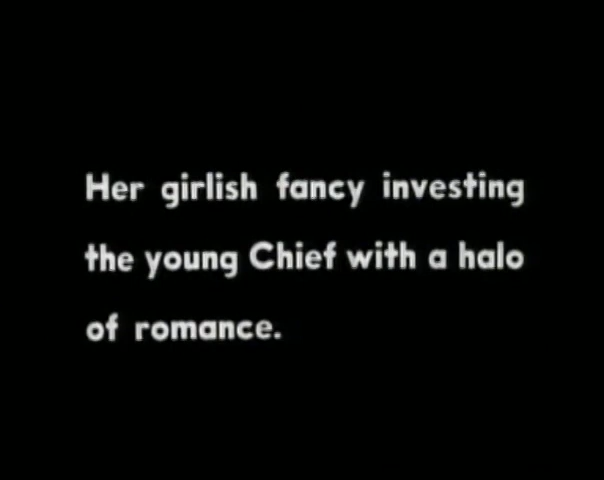 Her girlish fancy investing
the young Chief with a halo
of romance.